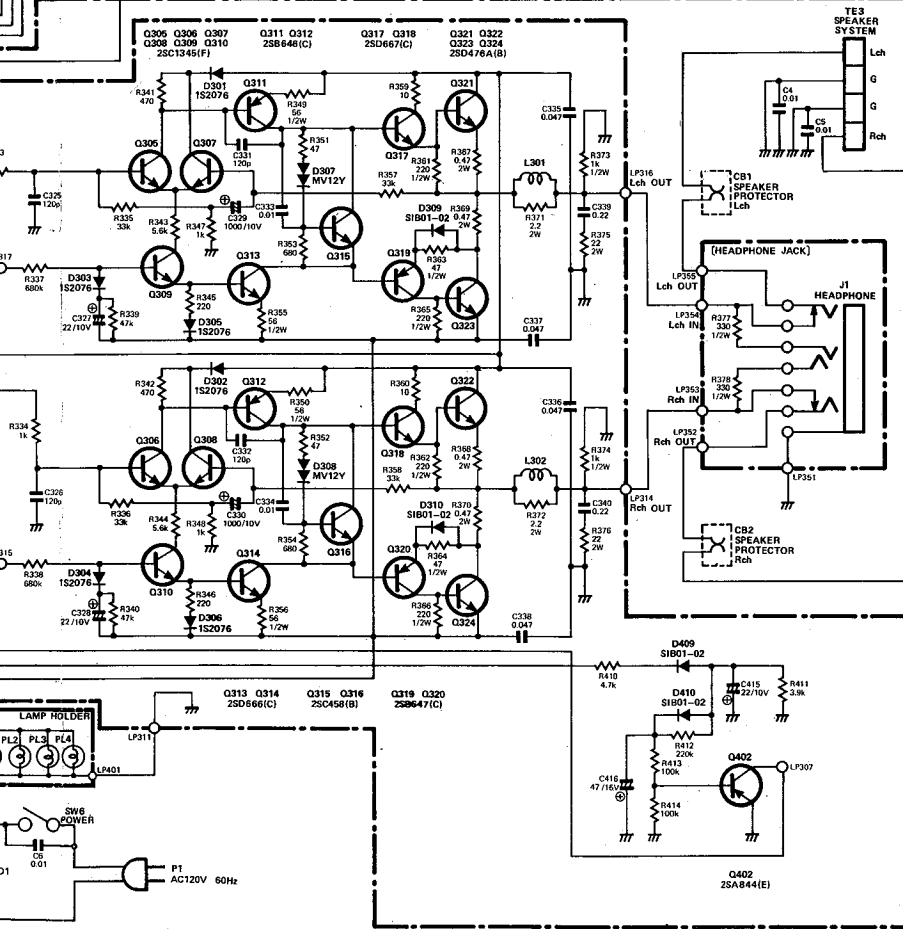 Q305 Q306 Q307
Q308 Q309 Q310
2SC1345(F)
Q311 Q312
2SB646(C)
Q317 Q318
2SD667(C)
Q321 Q322
Q323 Q324
2SD476A(B)
TE3
SPEAKER
SYSTEM
Lch
G
G
Rch
C4
0.01
C5
0.01
R341
470
D301
1S2076
Q311
R349
56
1/2W
R359
10
Q321
C335
0.047
Q305
Q307
C331
120p
R351
47
D307
MV12Y
Q317
R361
220
1/2W
R367
0.47
2W
L301
R373
1k
1/2W
LP316
Lch OUT
CB1
SPEAKER
PROTECTOR
Lch
C325
120p
R335
33k
R343
5.6k
R347
1k
C329
1000/10V
C333
0.01
R357
33k
D309
SIB01-02
R369
0.47
2W
R371
2.2
2W
C339
0.22
R375
22
2W
317
R337
680k
D303
1S2076
Q309
Q313
R353
680
Q315
Q319
R363
47
1/2W
C327
22/10V
R339
47k
R345
220
D305
1S2076
R355
56
1/2W
R365
220
1/2W
Q323
C337
0.047
[HEADPHONE JACK]
LP355
Lch OUT
J1
HEADPHONE
LP354
Lch IN
R377
330
1/2W
R378
330
1/2W
LP353
Rch IN
LP352
Rch OUT
LP351
R342
470
D302
1S2076
Q312
R350
56
1/2W
R360
10
Q322
C336
0.047
R334
1k
Q306
Q308
C332
120p
R352
47
D308
MV12Y
Q318
R362
220
1/2W
R368
0.47
2W
L302
R374
1k
1/2W
LP314
Rch OUT
C326
120p
R336
33k
R344
5.6k
R348
1k
C330
1000/10V
C334
0.01
R358
33k
D310
SIB01-02
R370
0.47
2W
R372
2.2
2W
C340
0.22
R376
22
2W
CB2
SPEAKER
PROTECTOR
Rch
315
R338
680k
D304
1S2076
Q310
Q314
R354
680
Q316
Q320
R364
47
1/2W
C328
22/10V
R340
47k
R346
220
D306
1S2076
R356
56
1/2W
R366
220
1/2W
Q324
C338
0.047
Q313 Q314
2SD666(C)
Q315 Q316
2SC458(B)
Q319 Q320
2SB647(C)
D409
SIB01-02
R410
4.7k
D410
SIB01-02
C415
22/10V
R411
3.9k
R412
220k
R413
100k
C416
47/16V
R414
100k
Q402
LP307
Q402
2SA844(E)
LAMP HOLDER
PL2 PL3 PL4
LP311
LP401
SW6
POWER
C6
0.01
P1
AC120V 60Hz